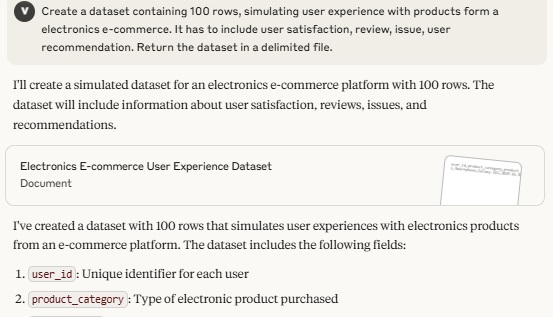 V
Create a dataset containing 100 rows, simulating user experience with products form a
electronics e-commerce. It has to include user satisfaction, review, issue, user
recommendation. Return the dataset in a delimited file.
I'll create a simulated dataset for an electronics e-commerce platform with 100 rows. The
dataset will include information about user satisfaction, reviews, issues, and
recommendations.
Electronics E-commerce User Experience Dataset
Document
I've created a dataset with 100 rows that simulates user experiences with electronics products
from an e-commerce platform. The dataset includes the following fields:
1. user_id: Unique identifier for each user
2. product_category: Type of electronic product purchased